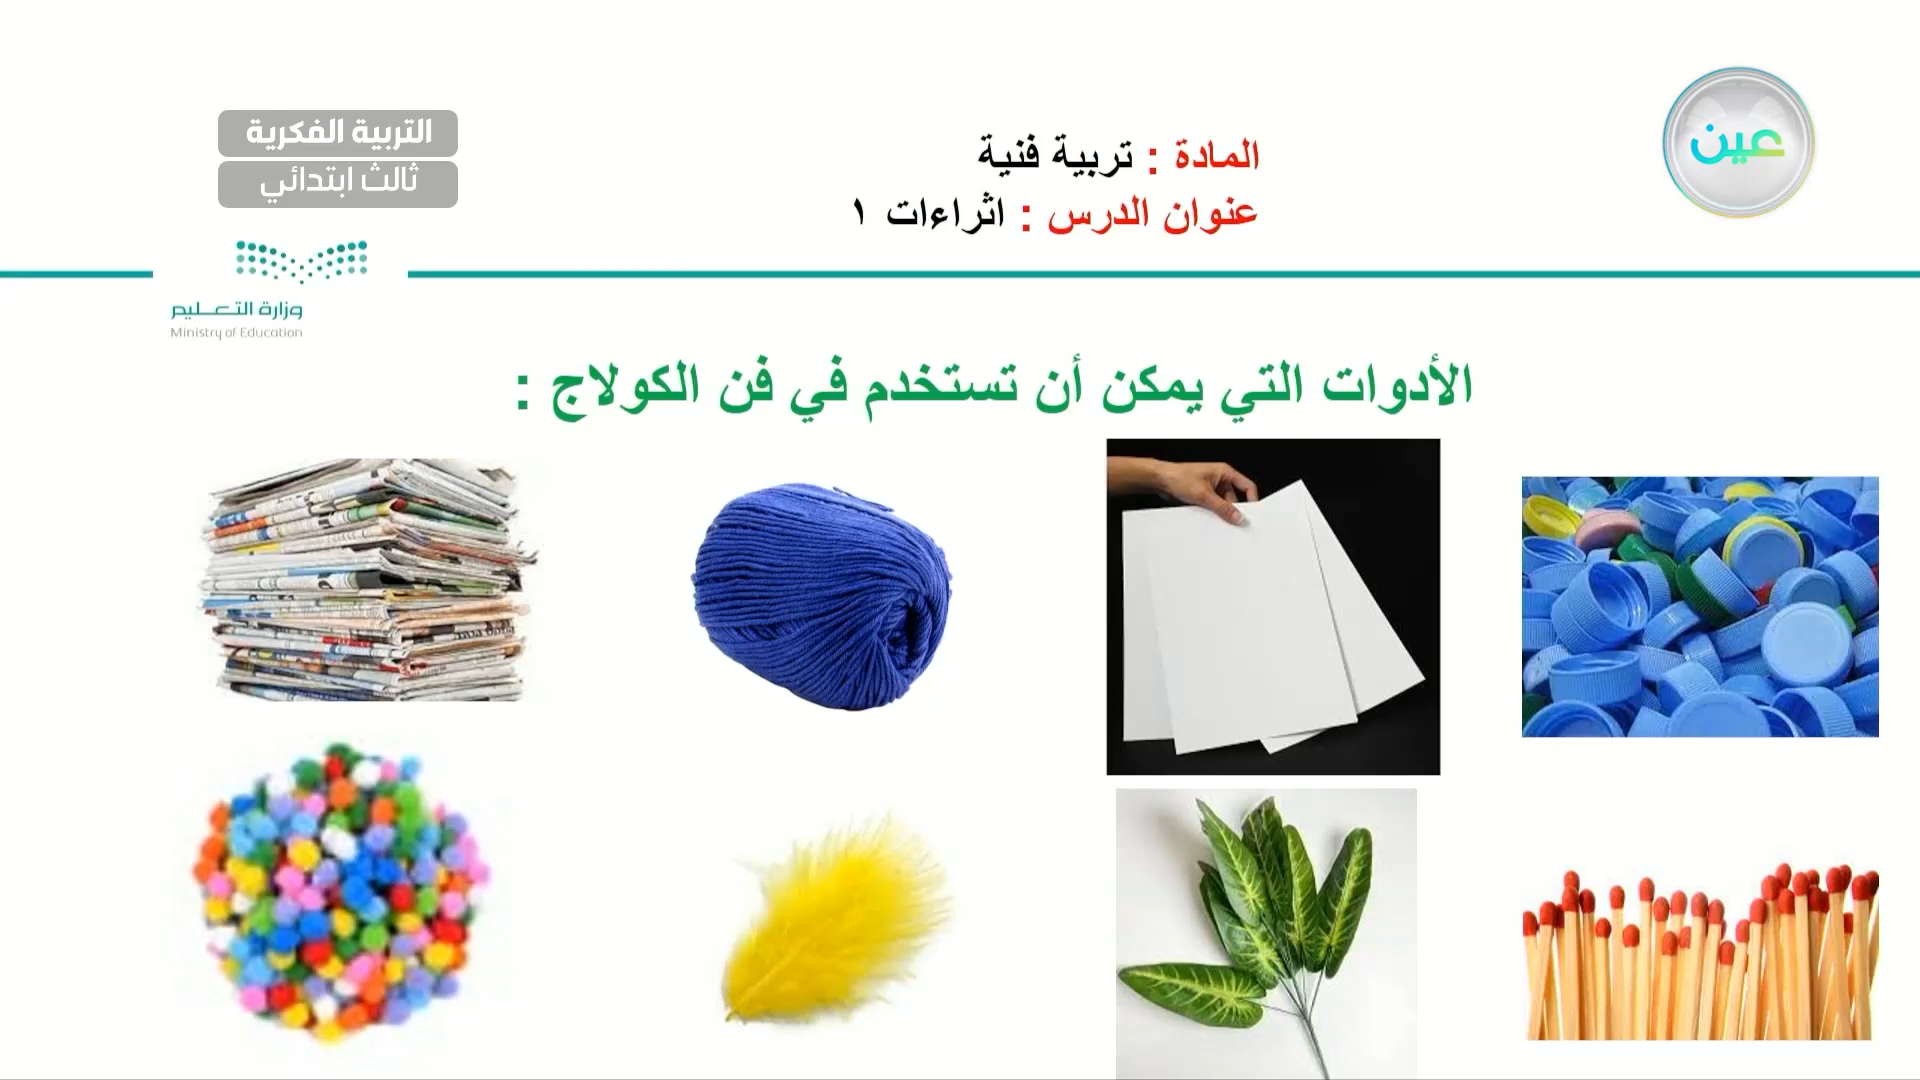 عين
المادة : تربية فنية
عنوان الدرس : اثراءات ١
التربية الفكرية
ثالث ابتدائي
وزارة التعليم
Ministry of Education
الأدوات التي يمكن أن تستخدم في فن الكولاج :